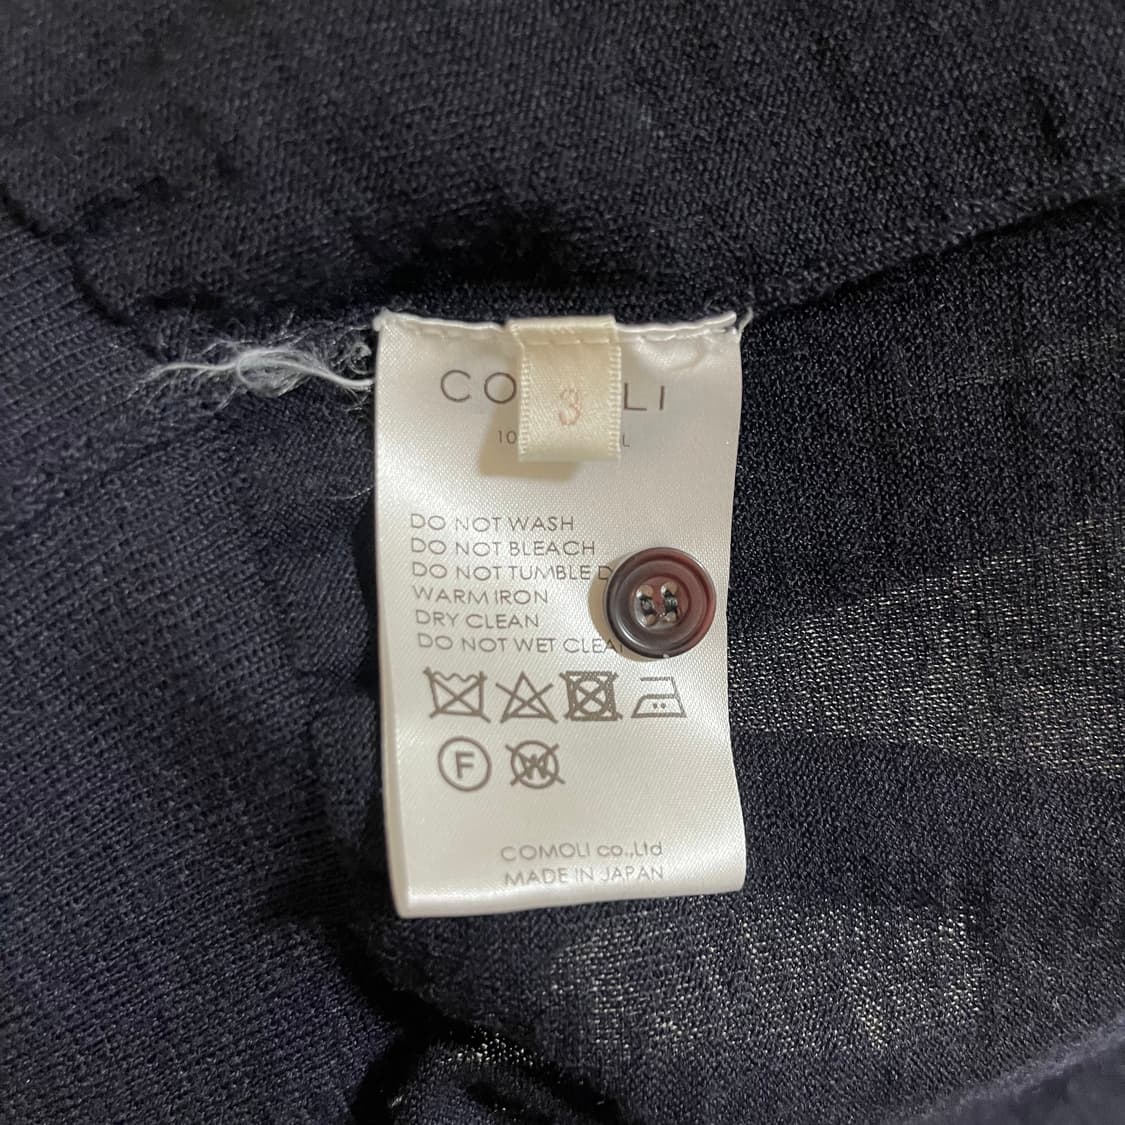 CO LI
3
10 L
DO NOT WASH
DO NOT BLEACH
DO NOT TUMBLE D
WARM IRON
DRY CLEAN
DO NOT WET CLEA
F
W
COMOLI co.,Ltd
MADE IN JAPAN